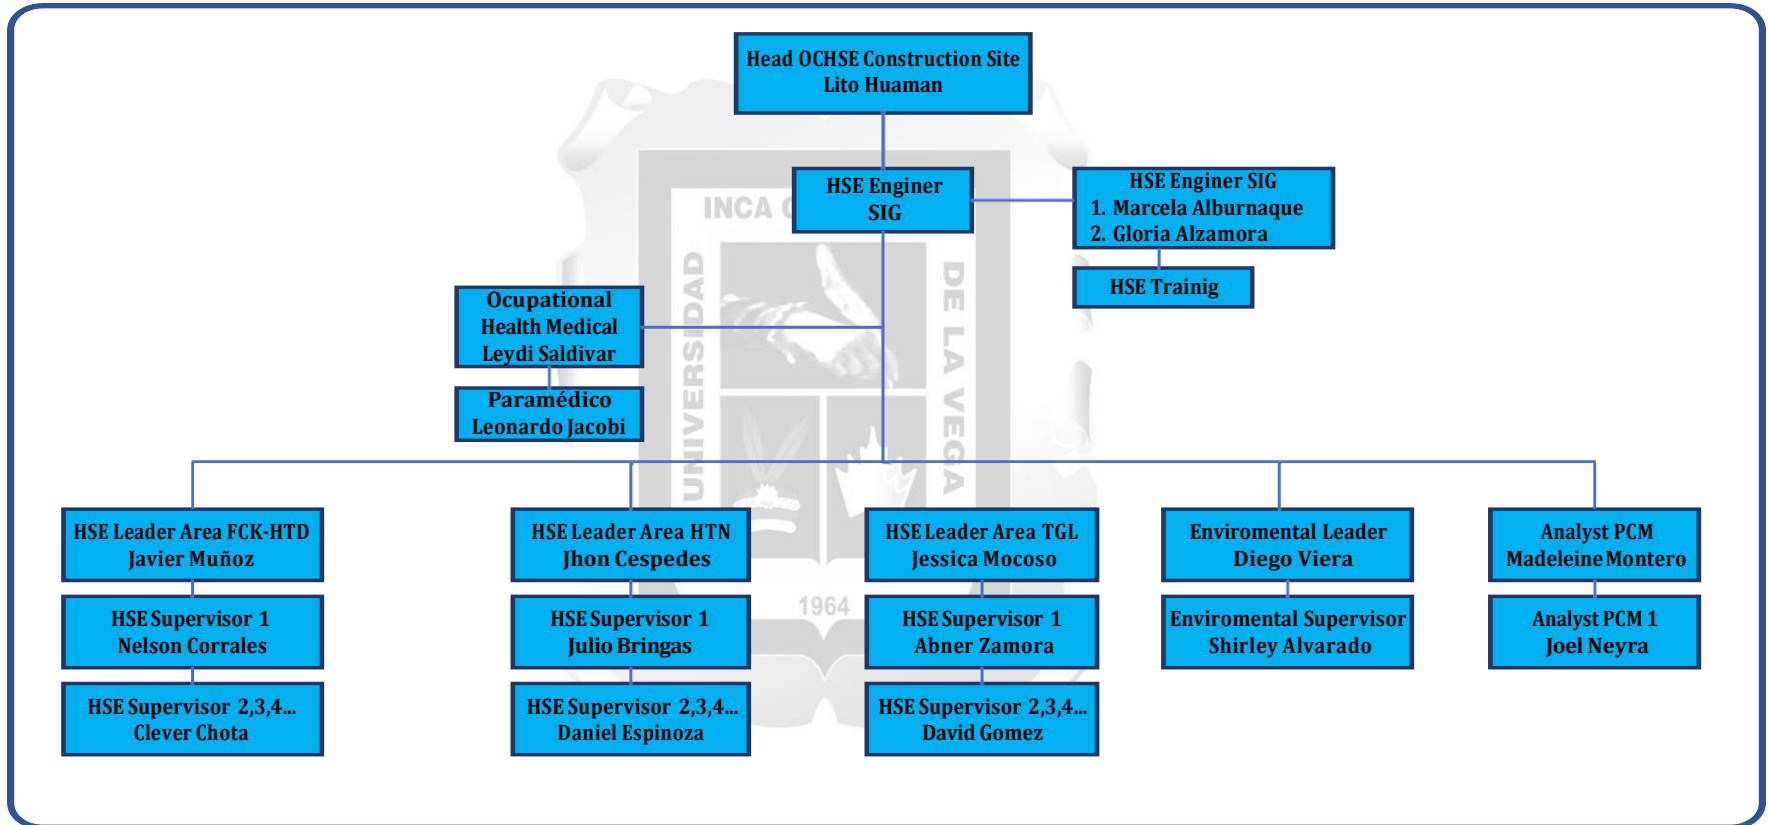 Head OCHSE Construction Site
Lito Huaman
HSE Enginer
SIG
HSE Enginer SIG
1. Marcela Alburnaque
2. Gloria Alzamora
HSE Trainig
Ocupational
Health Medical
Leydi Saldivar
Paramédico
Leonardo Jacobi
HSE Leader Area FCK-HTD
Javier Muñoz
HSE Supervisor 1
Nelson Corrales
HSE Supervisor 2,3,4...
Clever Chota
HSE Leader Area HTN
Jhon Cespedes
HSE Supervisor 1
Julio Bringas
HSE Supervisor 2,3,4...
Daniel Espinoza
HSE Leader Area TGL
Jessica Mocoso
HSE Supervisor 1
Abner Zamora
HSE Supervisor 2,3,4...
David Gomez
Enviromental Leader
Diego Viera
Enviromental Supervisor
Shirley Alvarado
Analyst PCM
Madeleine Montero
Analyst PCM 1
Joel Neyra
UNIVERSIDAD
INCA
DE LA VEGA
1964